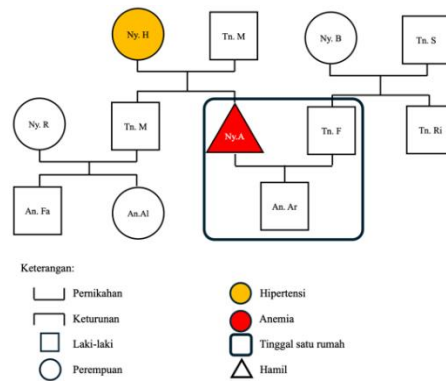 Ny. H
Tn. M
Ny. B
Tn. S
Ny. R
Tn. M
Ny.A
Tn. F
Tn. Ri
An. Fa
An.Al
An. Ar
Keterangan:
Pernikahan
Hipertensi
Keturunan
Anemia
Laki-laki
Tinggal satu rumah
Perempuan
Hamil